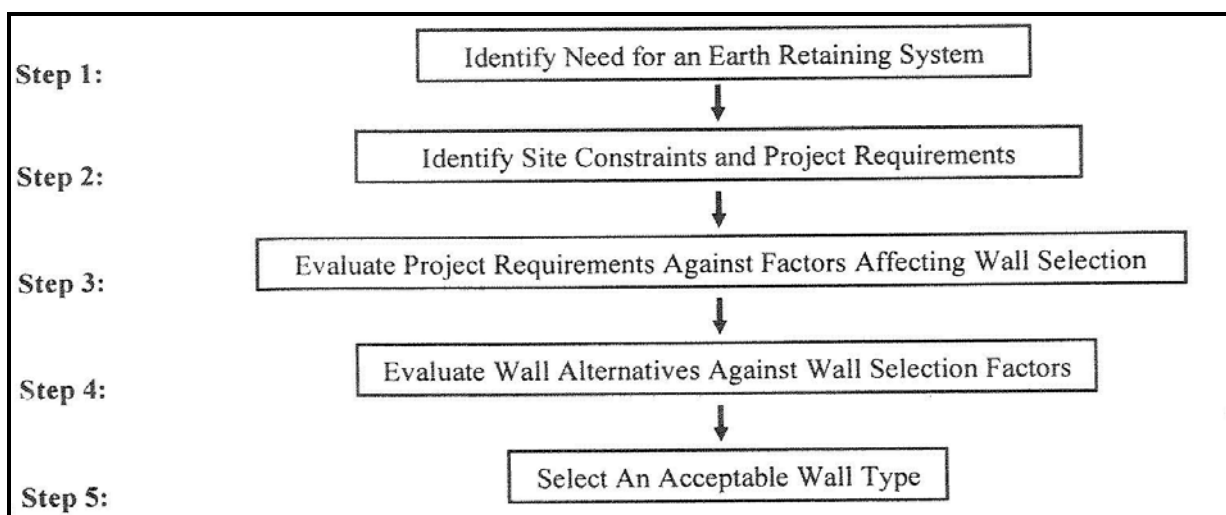 Step 1:
Identify Need for an Earth Retaining System
Step 2:
Identify Site Constraints and Project Requirements
Step 3:
Evaluate Project Requirements Against Factors Affecting Wall Selection
Step 4:
Evaluate Wall Alternatives Against Wall Selection Factors
Step 5:
Select An Acceptable Wall Type